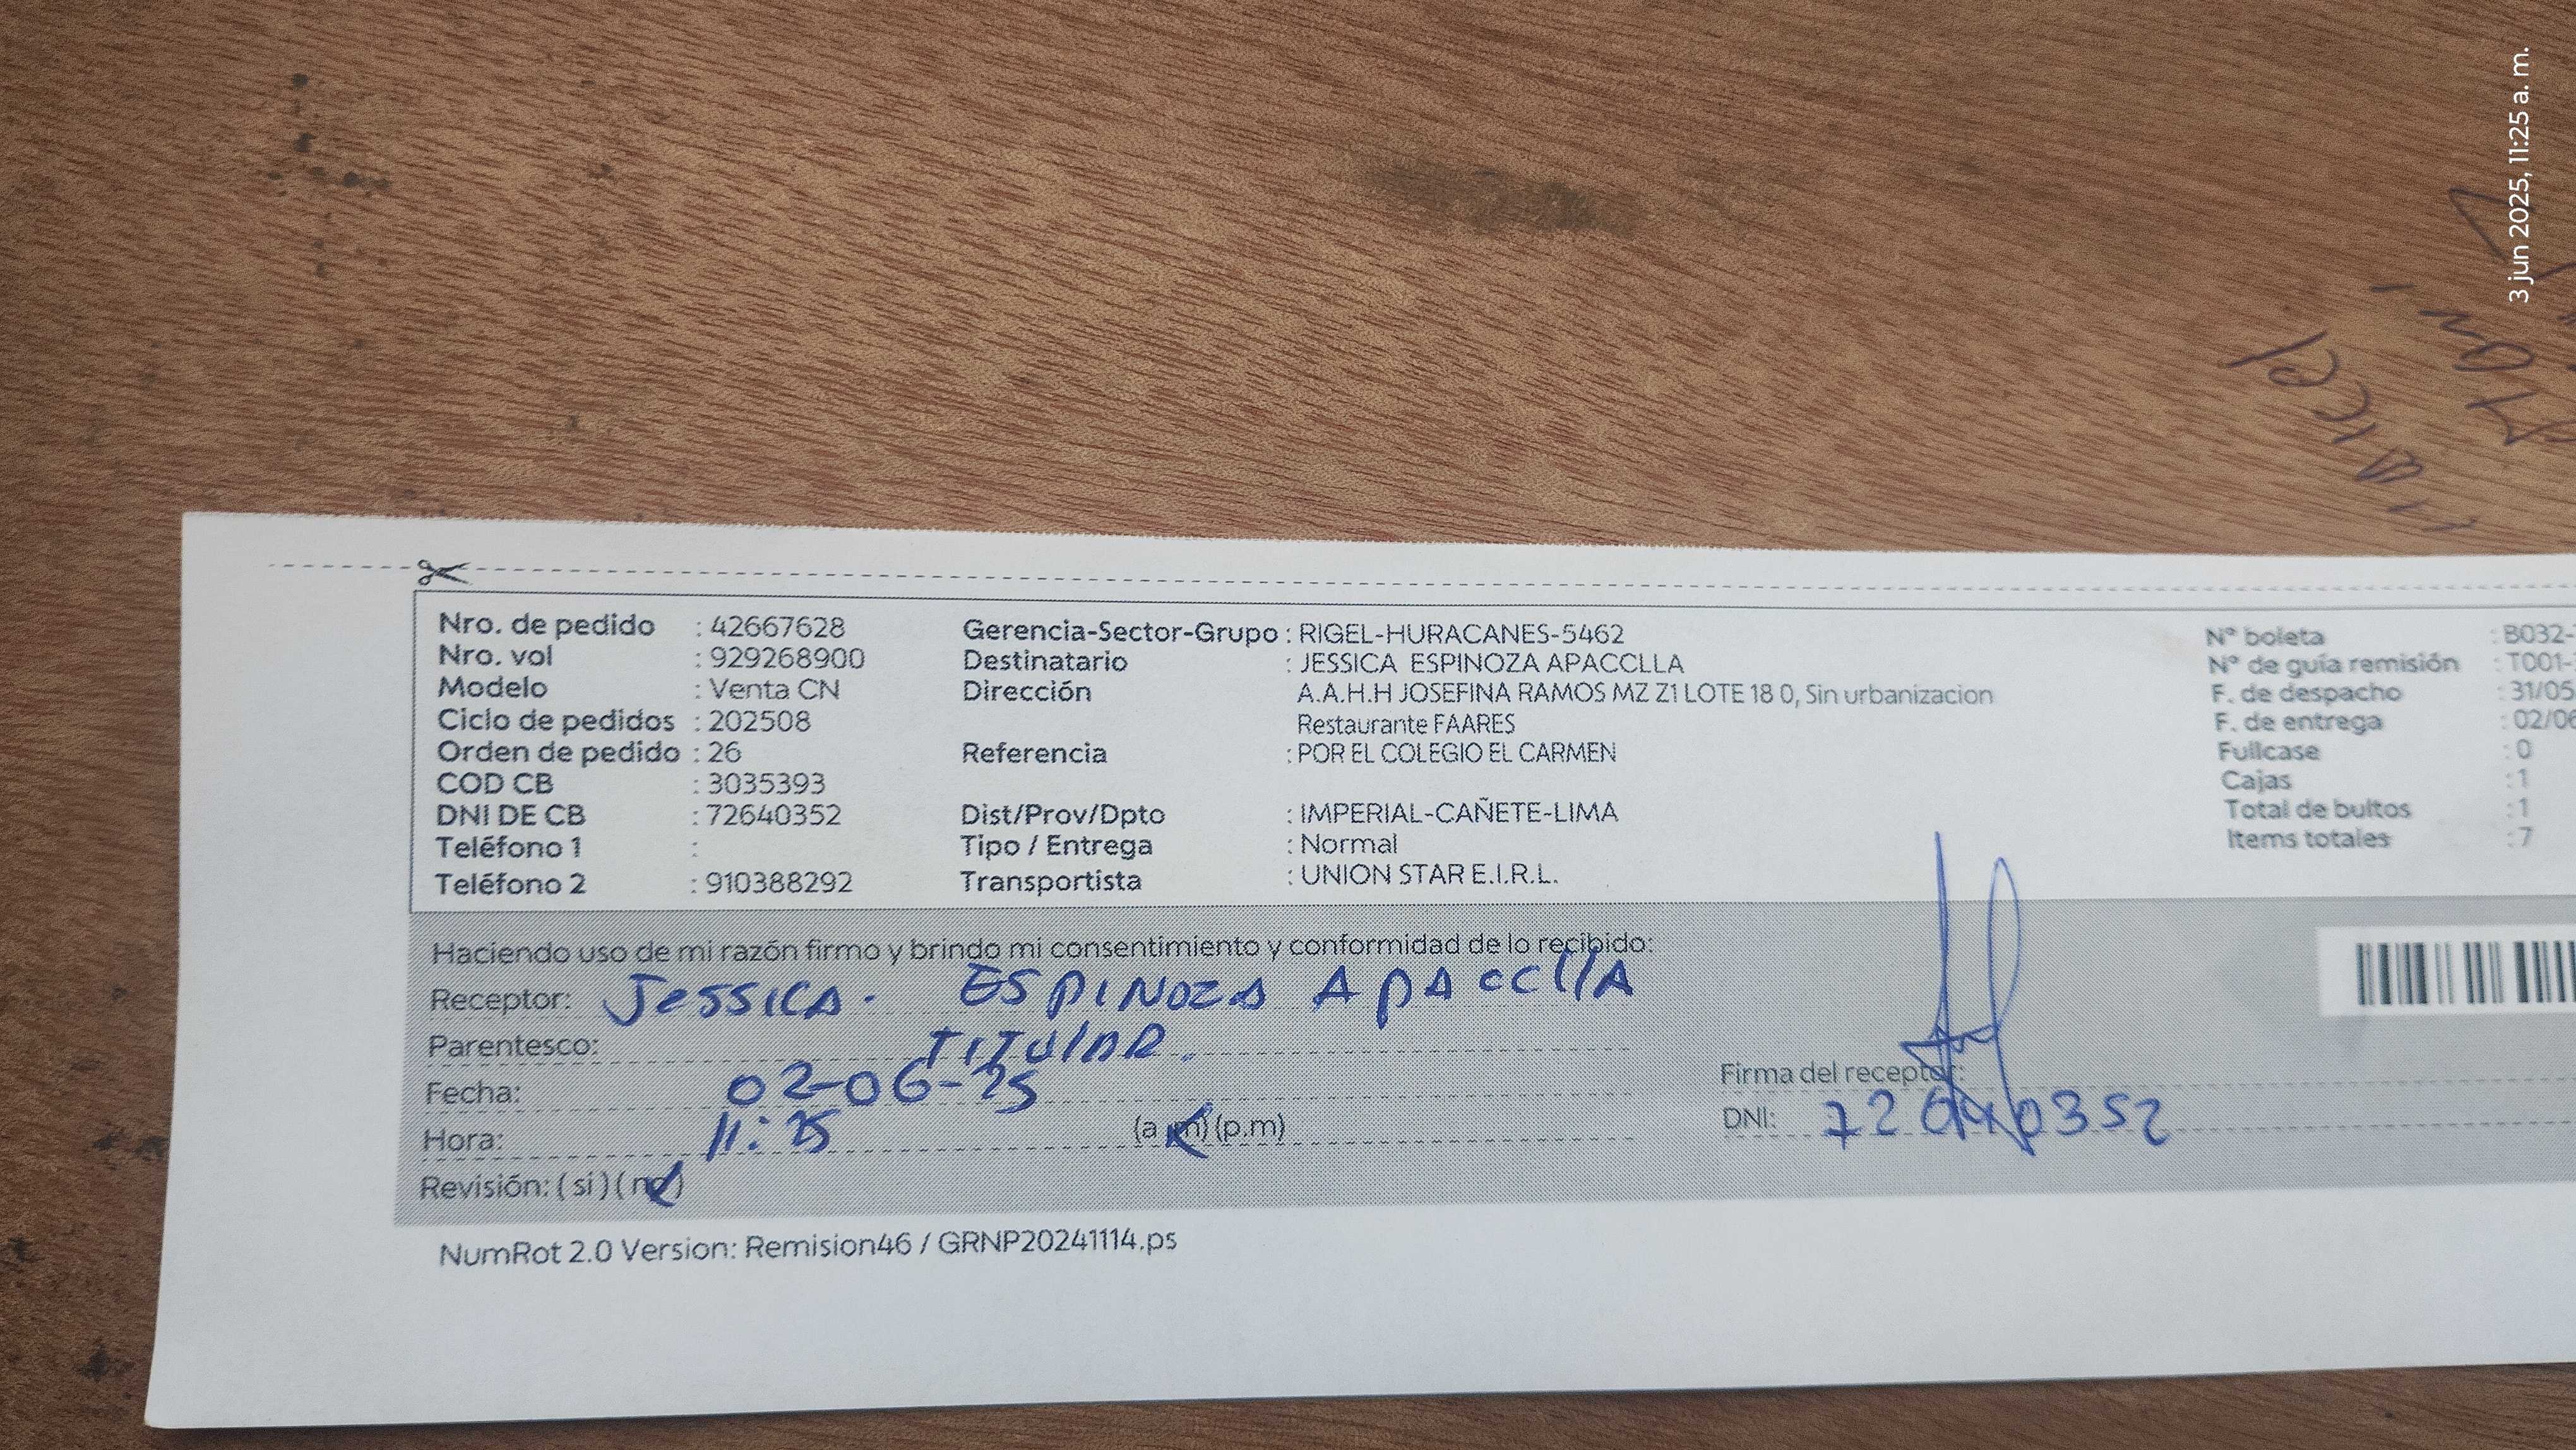 3 jun 2025, 11:25 a. m.
Nro. de pedido : 42667628
Nro. vol : 929268900
Modelo : Venta CN
Ciclo de pedidos : 202508
Orden de pedido : 26
COD CB : 3035393
DNI DE CB : 72640352
Teléfono 1 :
Teléfono 2 : 910388292
Gerencia-Sector-Grupo : RIGEL-HURACANES-5462
Destinatario : JESSICA ESPINOZA APACCLLA
Dirección A.A.H.H JOSEFINA RAMOS MZ Z1 LOTE 18 0, Sin urbanizacion
Restaurante FAARES
Referencia : POR EL COLEGIO EL CARMEN
Dist/Prov/Dpto : IMPERIAL-CAÑETE-LIMA
Tipo / Entrega : Normal
Transportista : UNION STAR E.I.R.L.
N° boleta : B032-
N° de guía remisión : T001-
F. de despacho : 31/05
F. de entrega : 02/06
Fullcase : 0
Cajas : 1
Total de bultos : 1
Items totales : 7
Haciendo uso de mi razón firmo y brindo mi consentimiento y conformidad de lo recibido:
Receptor: Jessica. ESPINOZA APACCllA
Parentesco: TITUlAR.
Fecha: 02-06-25
Hora: 11:25 (a.m) (p.m)
Revisión: ( si ) ( no )
Firma del receptor:
DNI: 72640352
NumRot 2.0 Version: Remision46 / GRNP20241114.ps